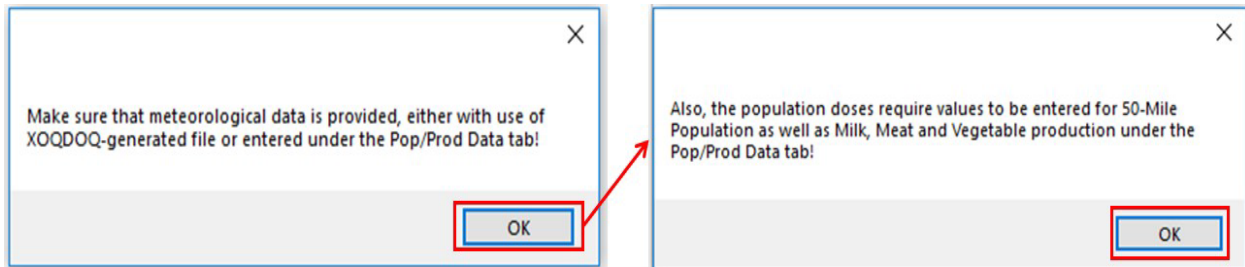 Make sure that meteorological data is provided, either with use of
XOQDOQ-generated file or entered under the Pop/Prod Data tab!
OK
Also, the population doses require values to be entered for 50-Mile
Population as well as Milk, Meat and Vegetable production under the
Pop/Prod Data tab!
OK